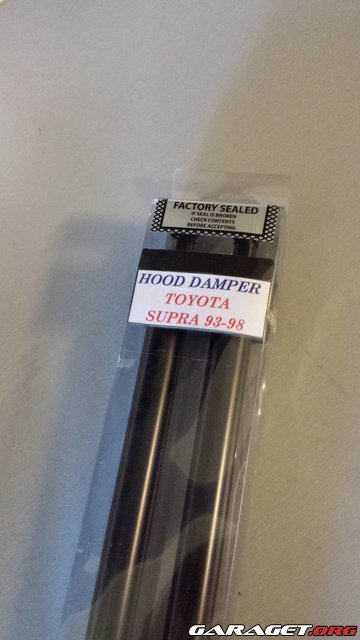 FACTORY SEALED
IF SEAL IS BROKEN
CHECK CONTENTS
BEFORE ACCEPTING
HOOD DAMPER
TOYOTA
SUPRA 93-98
GARAGET.ORG